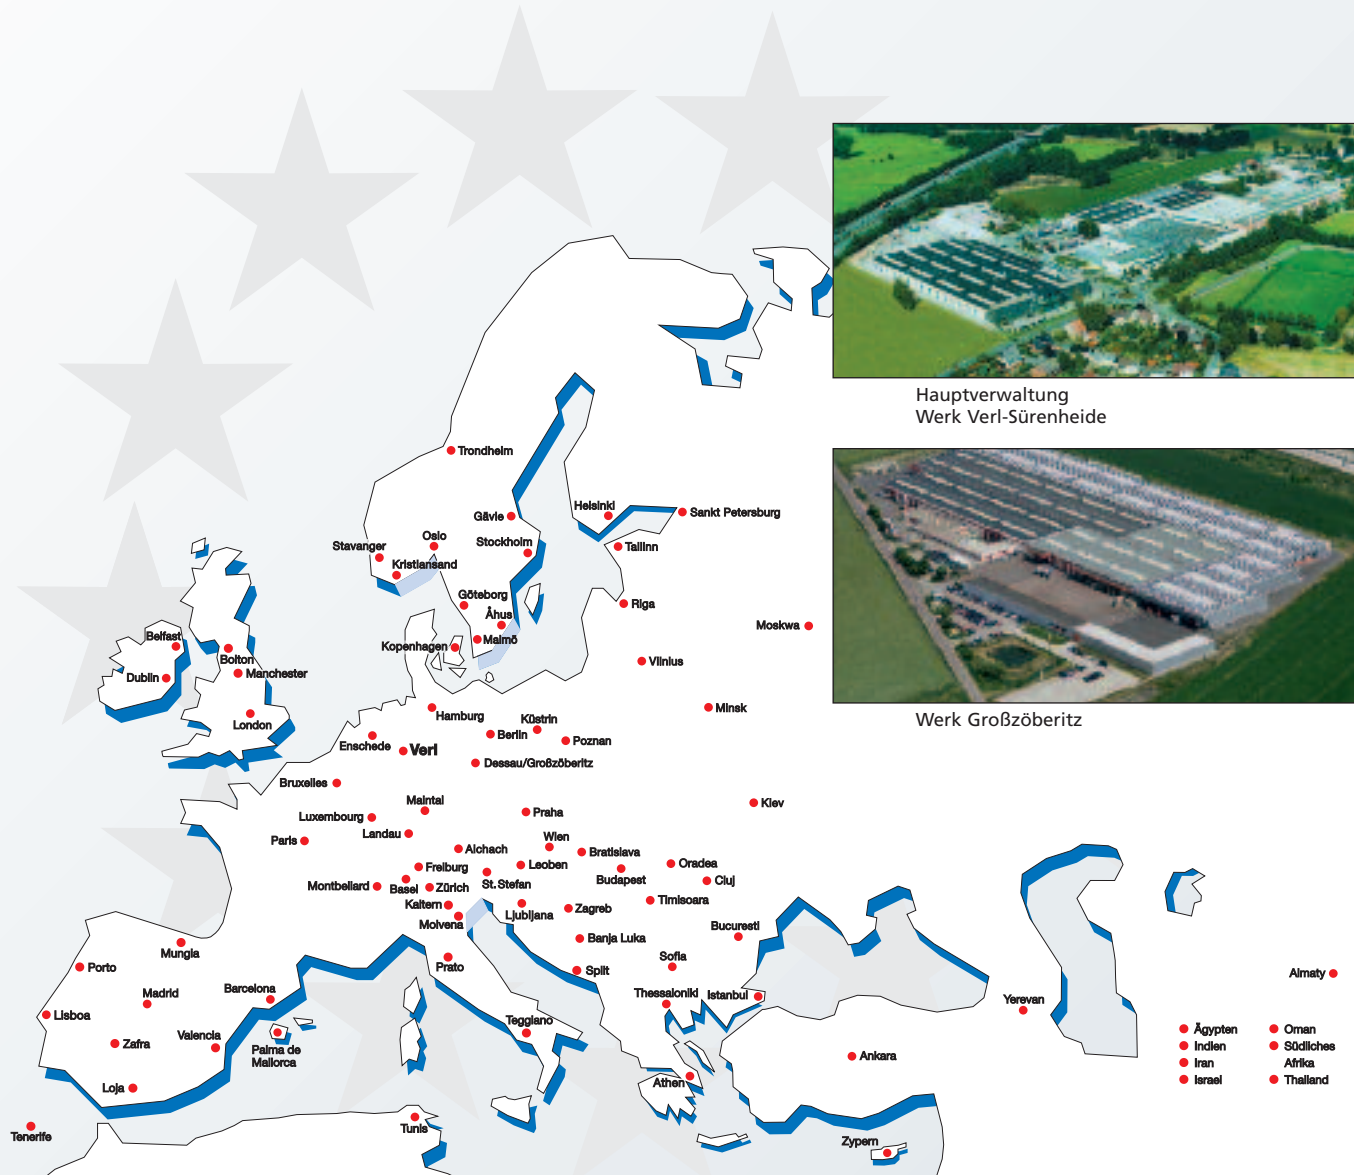 Hauptverwaltung
Werk Verl-Sürenheide
Trondheim
Helsinki
Gävle
Sankt Petersburg
Oslo
Stavanger
Stockholm
Tallinn
Kristiansand
Göteborg
Riga
Åhus
Moskwa
Belfast
Malmö
Kopenhagen
Bolton
Vilnius
Manchester
Dublin
Minsk
Werk Großzöberitz
Hamburg
Küstrin
London
Berlin
Enschede
Verl
Poznan
Dessau/Großzöberitz
Bruxelles
Maintal
Kiev
Luxembourg
Praha
Landau
Wien
Paris
Aichach
Bratislava
Freiburg
Leoben
Oradea
Budapest
Cluj
Montbeliard
Basel
Zürich
St. Stefan
Timisoara
Kaltern
Ljubljana
Zagreb
Molvena
Bucuresti
Mungia
Banja Luka
Sofia
Porto
Prato
Split
Almaty
Barcelona
Madrid
Thessaloniki
Istanbul
Yerevan
Lisboa
Teggiano
Valencia
Zafra
Palma de
Mallorca
Ägypten
Oman
Indien
Südliches
Afrika
Iran
Israel
Thailand
Ankara
Athen
Loja
Tunis
Tenerife
Zypern